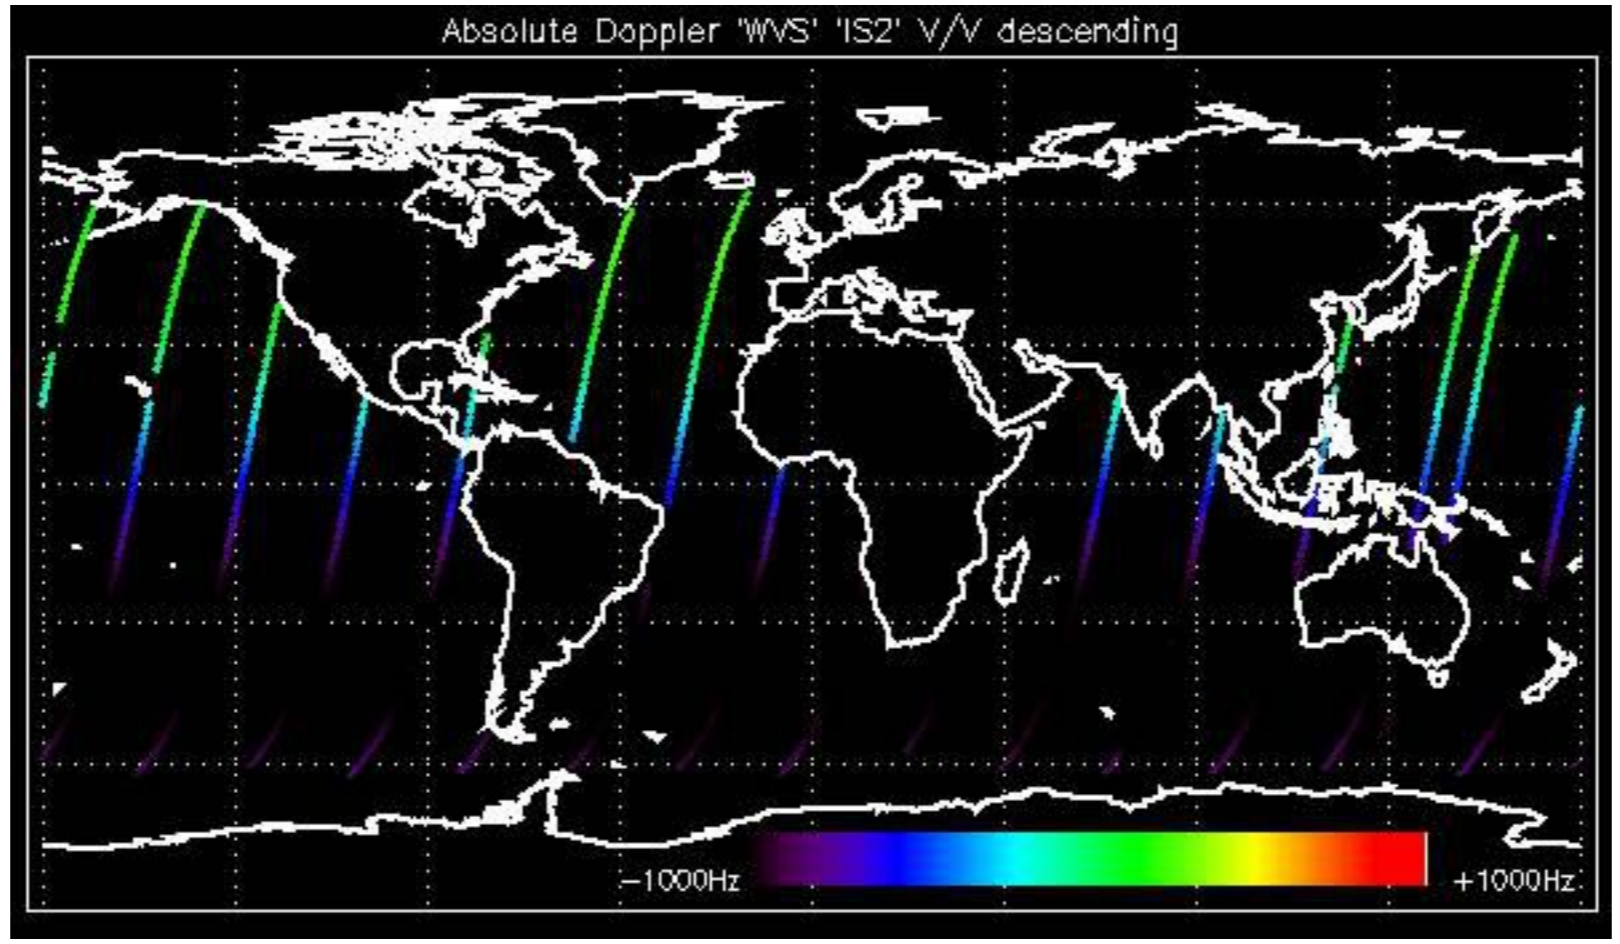 Absolute Doppler 'WVS' 'IS2' V/V descending
−1000Hz
+1000Hz